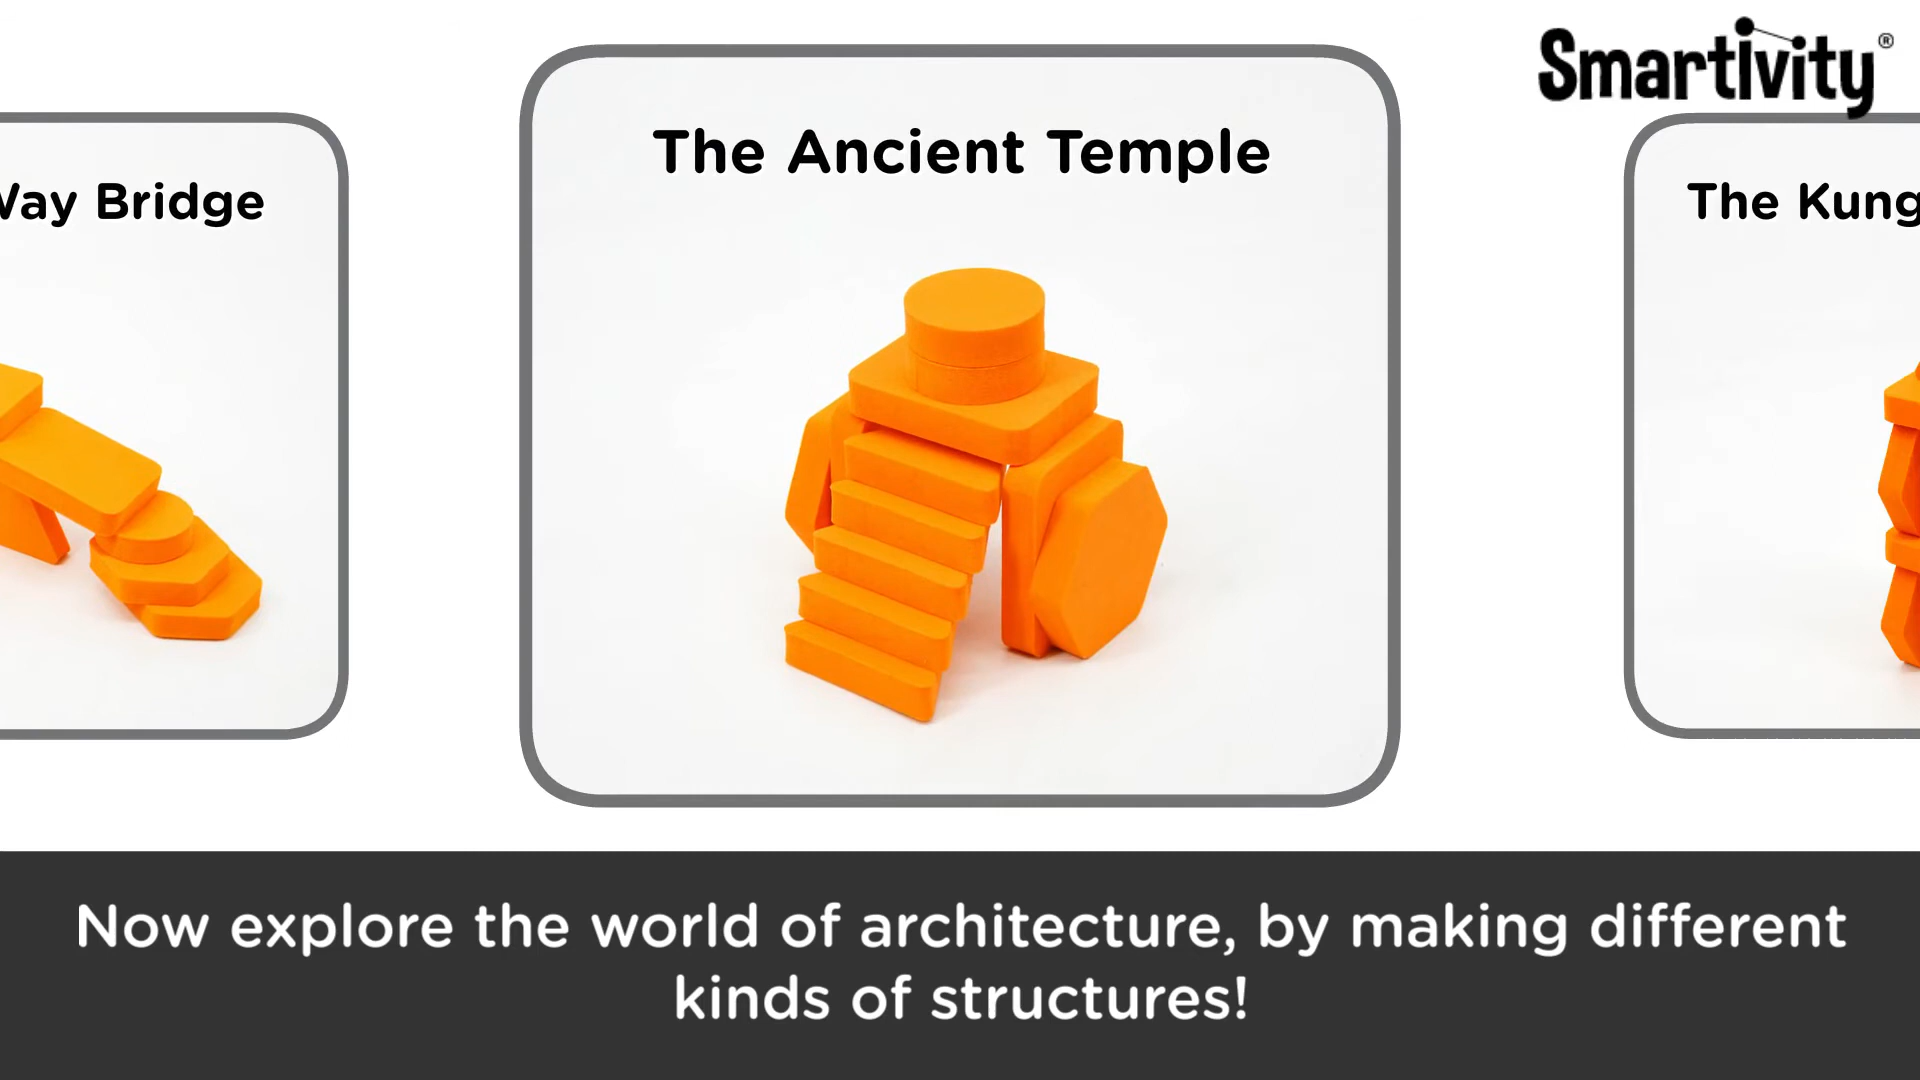 Smartivity®
The Ancient Temple
Way Bridge
The Kung
Now explore the world of architecture, by making different
kinds of structures!